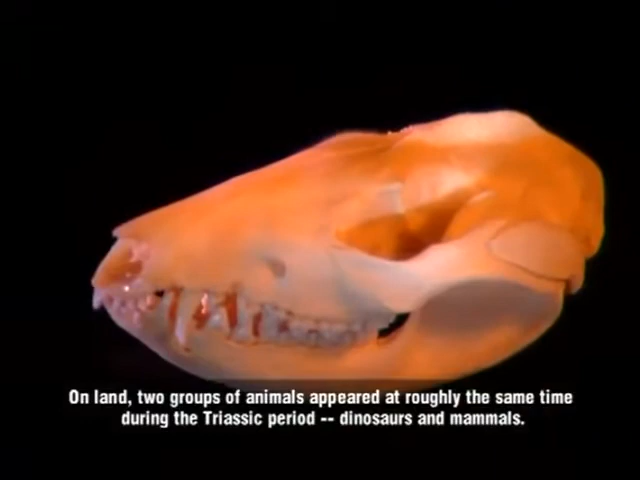 On land, two groups of animals appeared at roughly the same time
during the Triassic period -- dinosaurs and mammals.